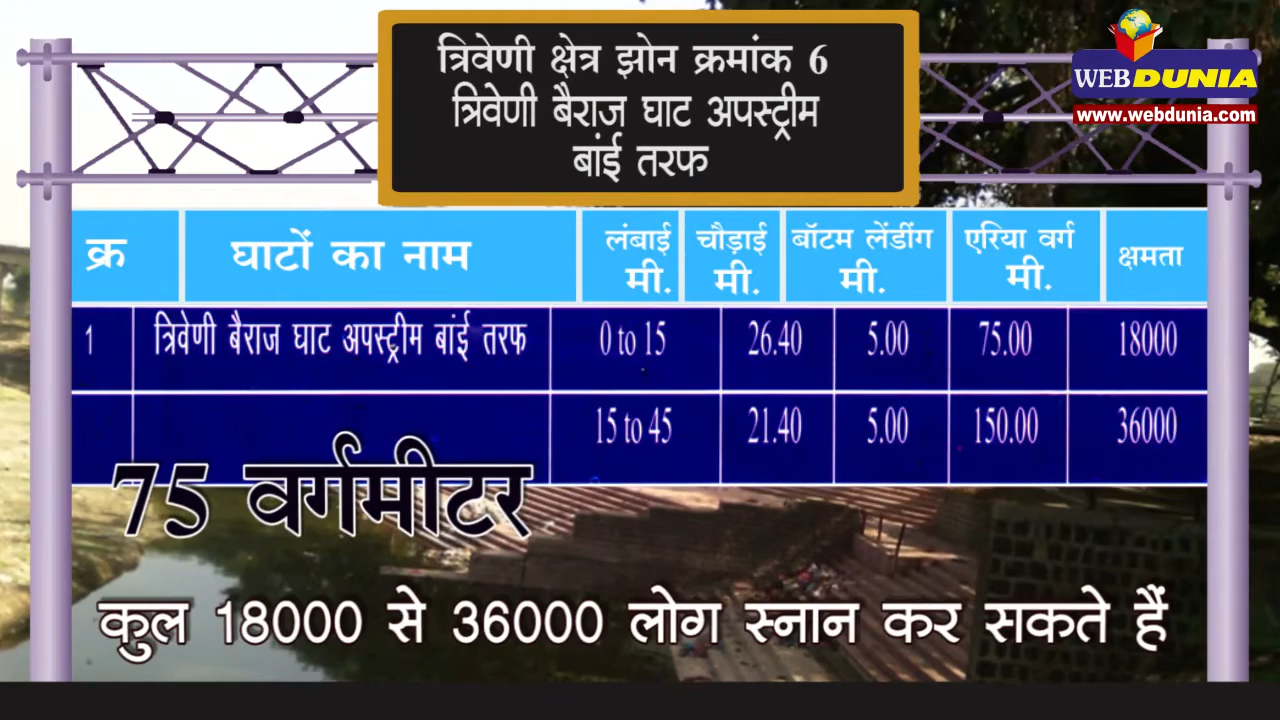 त्रिवेणी क्षेत्र झोन क्रमांक 6
त्रिवेणी बैराज घाट अपस्ट्रीम
बांई तरफ
WEBDUNIA
www.webdunia.com
क्र घाटों का नाम लंबाई मी. चौड़ाई मी. बॉटम लेंडींग मी. एरिया वर्ग मी. क्षमता
1 त्रिवेणी बैराज घाट अपस्ट्रीम बांई तरफ 0 to 15 26.40 5.00 75.00 18000
15 to 45 21.40 5.00 150.00 36000
75 वर्गमीटर
कुल 18000 से 36000 लोग स्नान कर सकते हैं